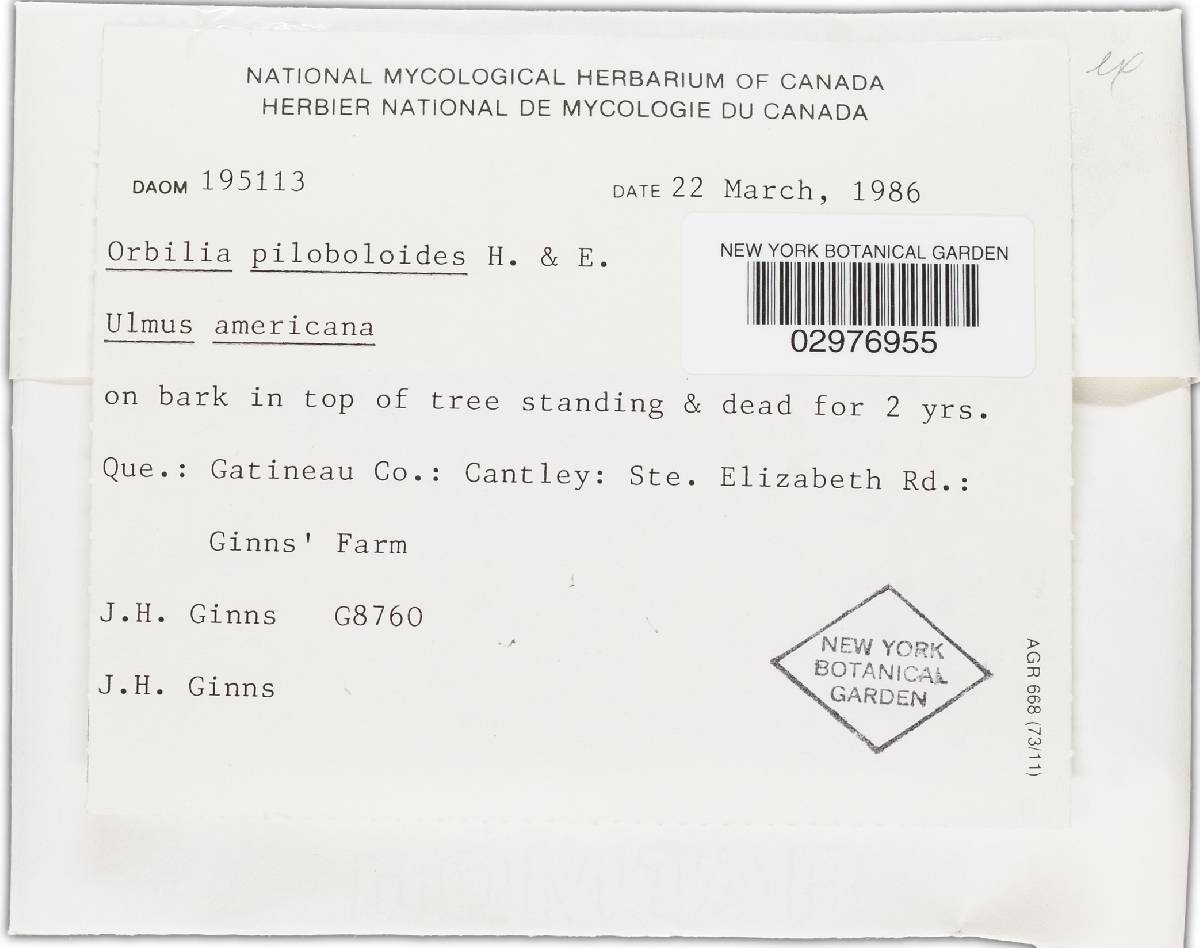 ex
NATIONAL MYCOLOGICAL HERBARIUM OF CANADA
HERBIER NATIONAL DE MYCOLOGIE DU CANADA
DAOM 195113 DATE 22 March, 1986
Orbilia piloboloides H. & E.
NEW YORK BOTANICAL GARDEN
02976955
Ulmus americana
on bark in top of tree standing & dead for 2 yrs.
Que.: Gatineau Co.: Cantley: Ste. Elizabeth Rd.:
Ginns' Farm
J.H. Ginns G8760
J.H. Ginns
NEW YORK
BOTANICAL
GARDEN
AGR 668 (73/11)